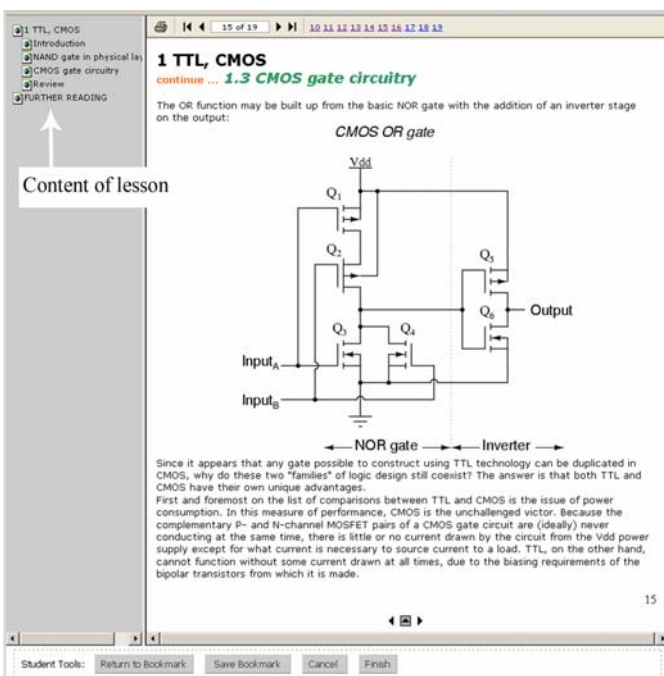 1 TTL, CMOS
Introduction
NAND gate in physical lay
CMOS gate circuitry
Review
FURTHER READING
Content of lesson
15 of 19
10 11 12 13 14 15 16 17 18 19
1 TTL, CMOS
continue ... 1.3 CMOS gate circuitry
The OR function may be built up from the basic NOR gate with the addition of an inverter stage
on the output:
CMOS OR gate
Vdd
Q1
Q2
Q5
Q6
Output
Q3
Q4
InputA
InputB
NOR gate
Inverter
Since it appears that any gate possible to construct using TTL technology can be duplicated in
CMOS, why do these two "families" of logic design still coexist? The answer is that both TTL and
CMOS have their own unique advantages.
First and foremost on the list of comparisons between TTL and CMOS is the issue of power
consumption. In this measure of performance, CMOS is the unchallenged victor. Because the
complementary P- and N-channel MOSFET pairs of a CMOS gate circuit are (ideally) never
conducting at the same time, there is little or no current drawn by the circuit from the Vdd power
supply except for what current is necessary to source current to a load. TTL, on the other hand,
cannot function without some current drawn at all times, due to the biasing requirements of the
bipolar transistors from which it is made.
15
Student Tools: Return to Bookmark Save Bookmark Cancel Finish